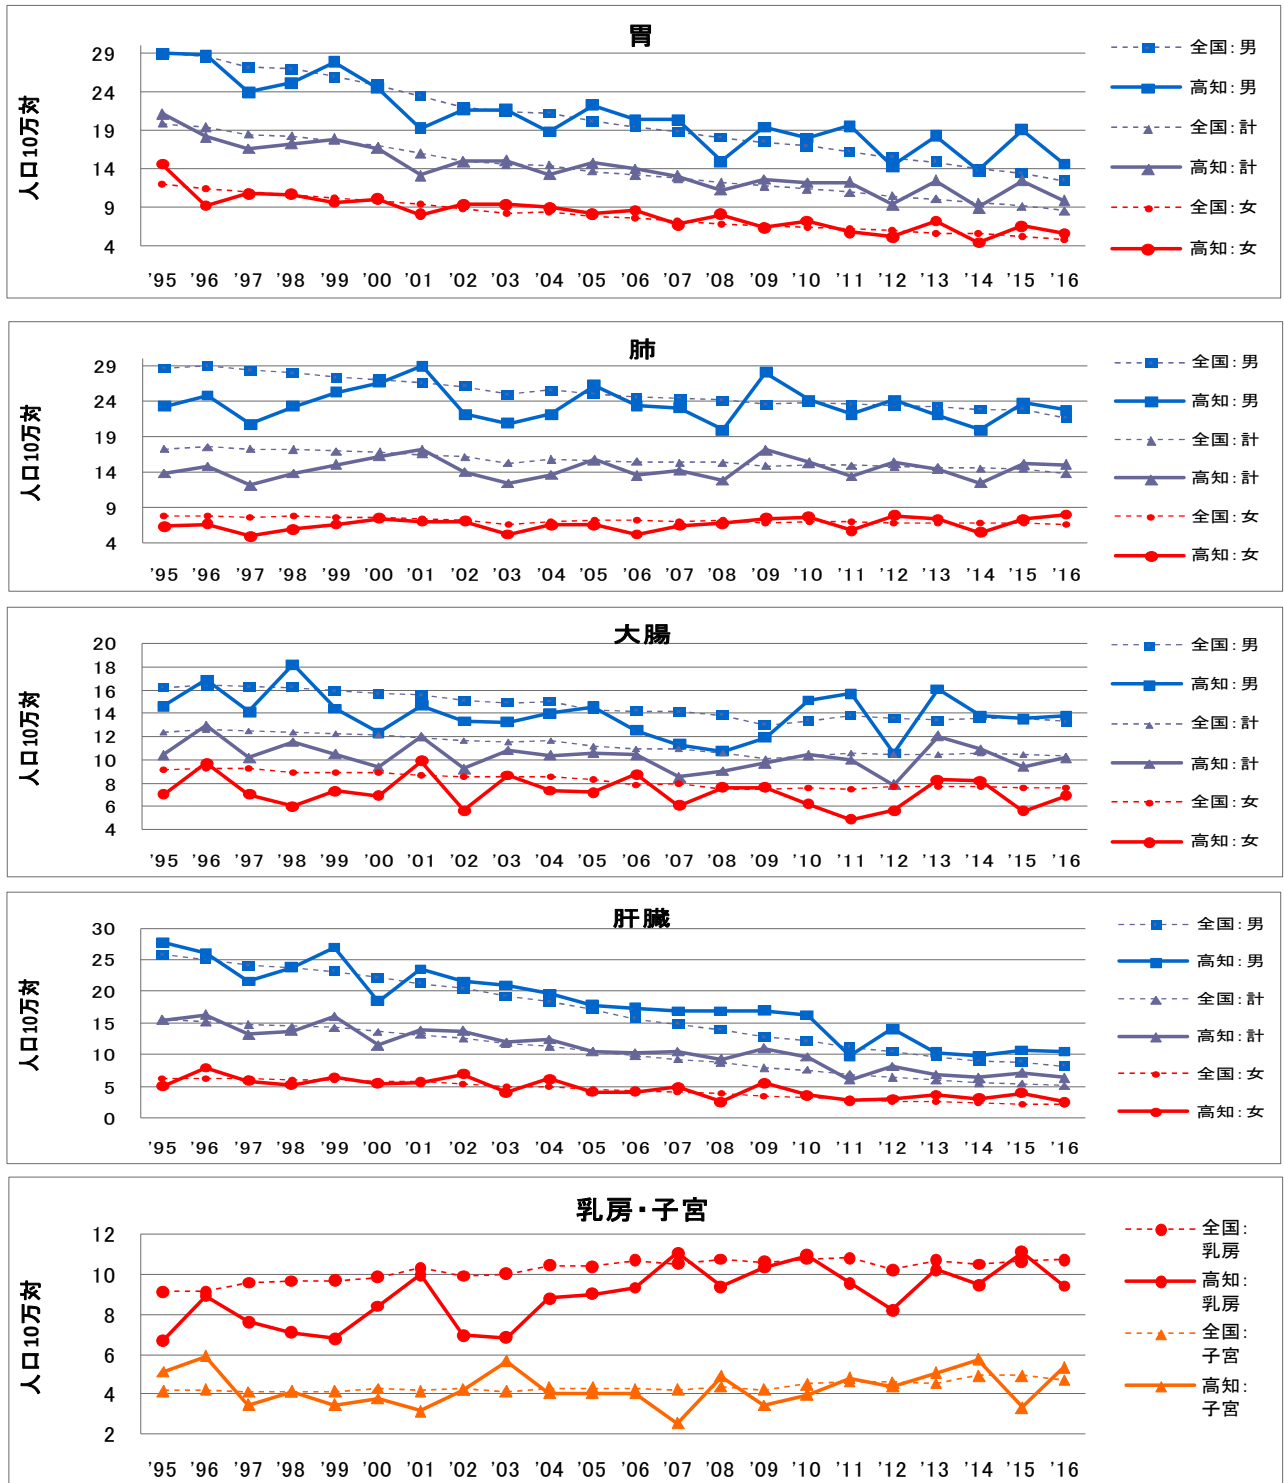 胃
人口10万対
29
24
19
14
9
4
'95 '96 '97 '98 '99 '00 '01 '02 '03 '04 '05 '06 '07 '08 '09 '10 '11 '12 '13 '14 '15 '16
全国:男
高知:男
全国:計
高知:計
全国:女
高知:女
肺
人口10万対
29
24
19
14
9
4
'95 '96 '97 '98 '99 '00 '01 '02 '03 '04 '05 '06 '07 '08 '09 '10 '11 '12 '13 '14 '15 '16
全国:男
高知:男
全国:計
高知:計
全国:女
高知:女
大腸
人口10万対
20
18
16
14
12
10
8
6
4
'95 '96 '97 '98 '99 '00 '01 '02 '03 '04 '05 '06 '07 '08 '09 '10 '11 '12 '13 '14 '15 '16
全国:男
高知:男
全国:計
高知:計
全国:女
高知:女
肝臓
人口10万対
30
25
20
15
10
5
0
'95 '96 '97 '98 '99 '00 '01 '02 '03 '04 '05 '06 '07 '08 '09 '10 '11 '12 '13 '14 '15 '16
全国:男
高知:男
全国:計
高知:計
全国:女
高知:女
乳房・子宮
人口10万対
12
10
8
6
4
2
'95 '96 '97 '98 '99 '00 '01 '02 '03 '04 '05 '06 '07 '08 '09 '10 '11 '12 '13 '14 '15 '16
全国:
乳房
高知:
乳房
全国:
子宮
高知:
子宮